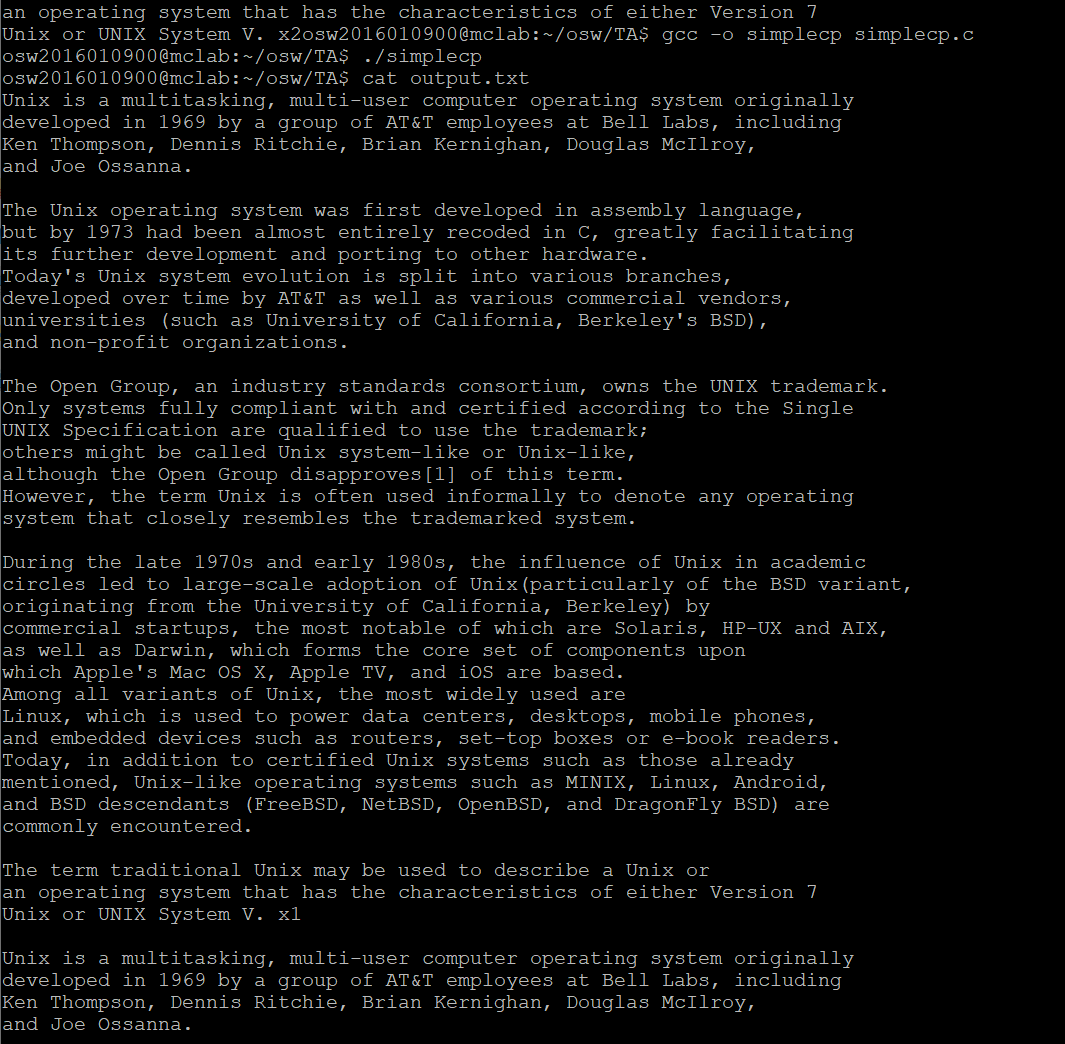 an operating system that has the characteristics of either Version 7
Unix or UNIX System V. x2osw2016010900@mclab:~/osw/TA$ gcc -o simplecp simplecp.c
osw2016010900@mclab:~/osw/TA$ ./simplecp
osw2016010900@mclab:~/osw/TA$ cat output.txt
Unix is a multitasking, multi-user computer operating system originally
developed in 1969 by a group of AT&T employees at Bell Labs, including
Ken Thompson, Dennis Ritchie, Brian Kernighan, Douglas McIlroy,
and Joe Ossanna.

The Unix operating system was first developed in assembly language,
but by 1973 had been almost entirely recoded in C, greatly facilitating
its further development and porting to other hardware.
Today's Unix system evolution is split into various branches,
developed over time by AT&T as well as various commercial vendors,
universities (such as University of California, Berkeley's BSD),
and non-profit organizations.

The Open Group, an industry standards consortium, owns the UNIX trademark.
Only systems fully compliant with and certified according to the Single
UNIX Specification are qualified to use the trademark;
others might be called Unix system-like or Unix-like,
although the Open Group disapproves[1] of this term.
However, the term Unix is often used informally to denote any operating
system that closely resembles the trademarked system.

During the late 1970s and early 1980s, the influence of Unix in academic
circles led to large-scale adoption of Unix(particularly of the BSD variant,
originating from the University of California, Berkeley) by
commercial startups, the most notable of which are Solaris, HP-UX and AIX,
as well as Darwin, which forms the core set of components upon
which Apple's Mac OS X, Apple TV, and iOS are based.
Among all variants of Unix, the most widely used are
Linux, which is used to power data centers, desktops, mobile phones,
and embedded devices such as routers, set-top boxes or e-book readers.
Today, in addition to certified Unix systems such as those already
mentioned, Unix-like operating systems such as MINIX, Linux, Android,
and BSD descendants (FreeBSD, NetBSD, OpenBSD, and DragonFly BSD) are
commonly encountered.

The term traditional Unix may be used to describe a Unix or
an operating system that has the characteristics of either Version 7
Unix or UNIX System V. x1

Unix is a multitasking, multi-user computer operating system originally
developed in 1969 by a group of AT&T employees at Bell Labs, including
Ken Thompson, Dennis Ritchie, Brian Kernighan, Douglas McIlroy,
and Joe Ossanna.